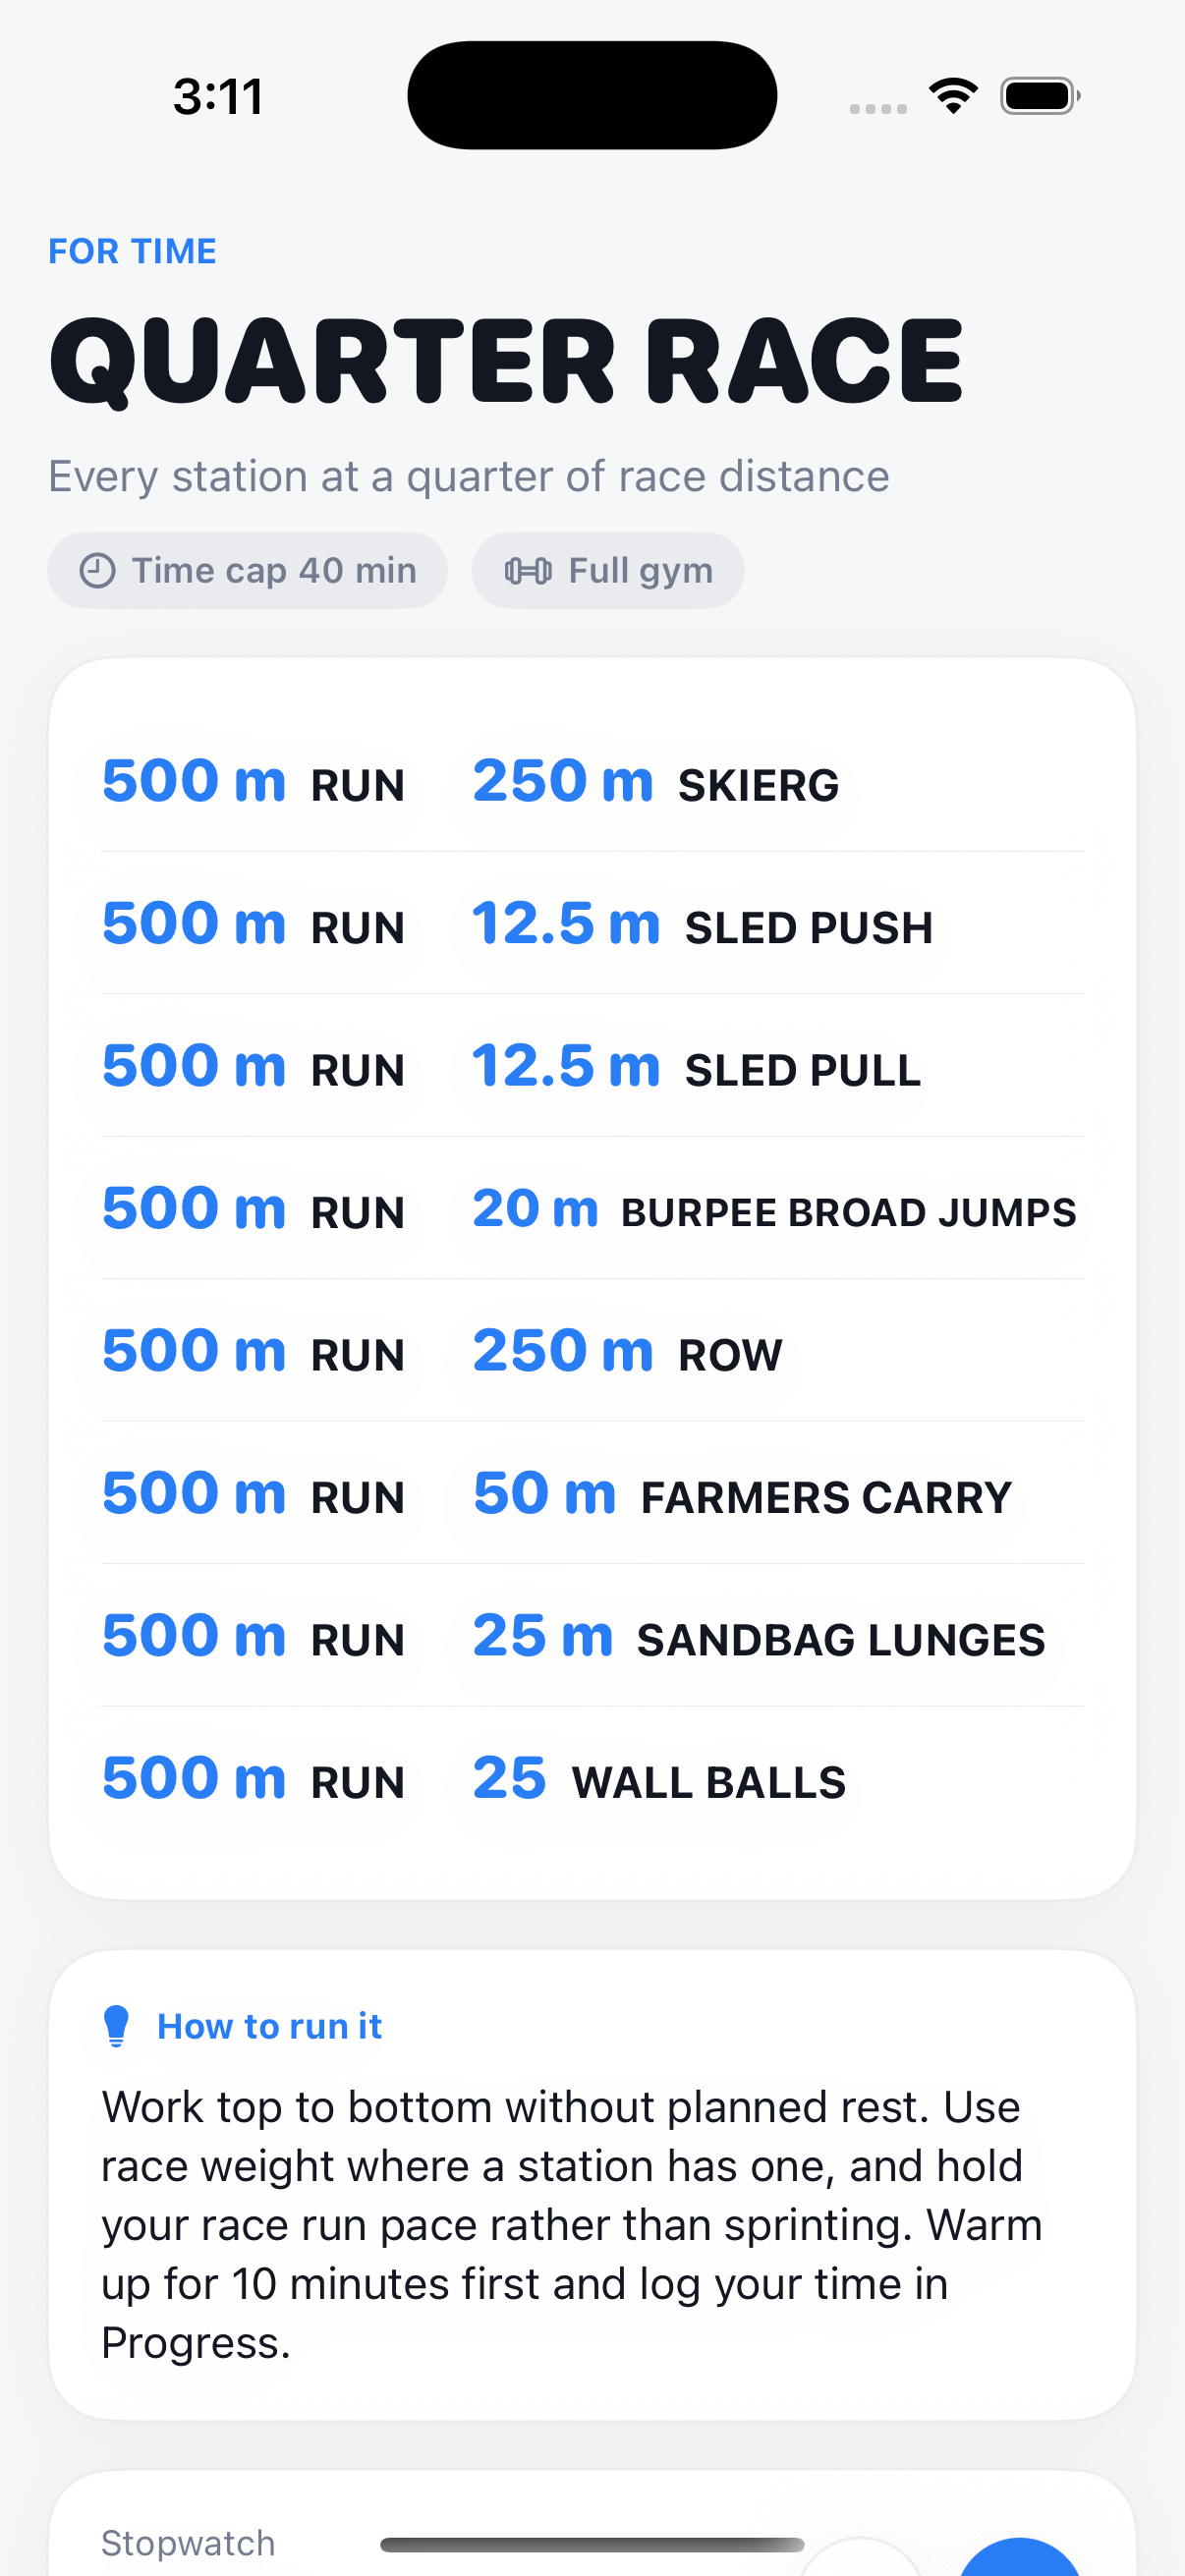 3:11
FOR TIME
QUARTER RACE
Every station at a quarter of race distance
Time cap 40 min Full gym
500 m RUN 250 m SKIERG
500 m RUN 12.5 m SLED PUSH
500 m RUN 12.5 m SLED PULL
500 m RUN 20 m BURPEE BROAD JUMPS
500 m RUN 250 m ROW
500 m RUN 50 m FARMERS CARRY
500 m RUN 25 m SANDBAG LUNGES
500 m RUN 25 WALL BALLS
How to run it
Work top to bottom without planned rest. Use
race weight where a station has one, and hold
your race run pace rather than sprinting. Warm
up for 10 minutes first and log your time in
Progress.
Stopwatch